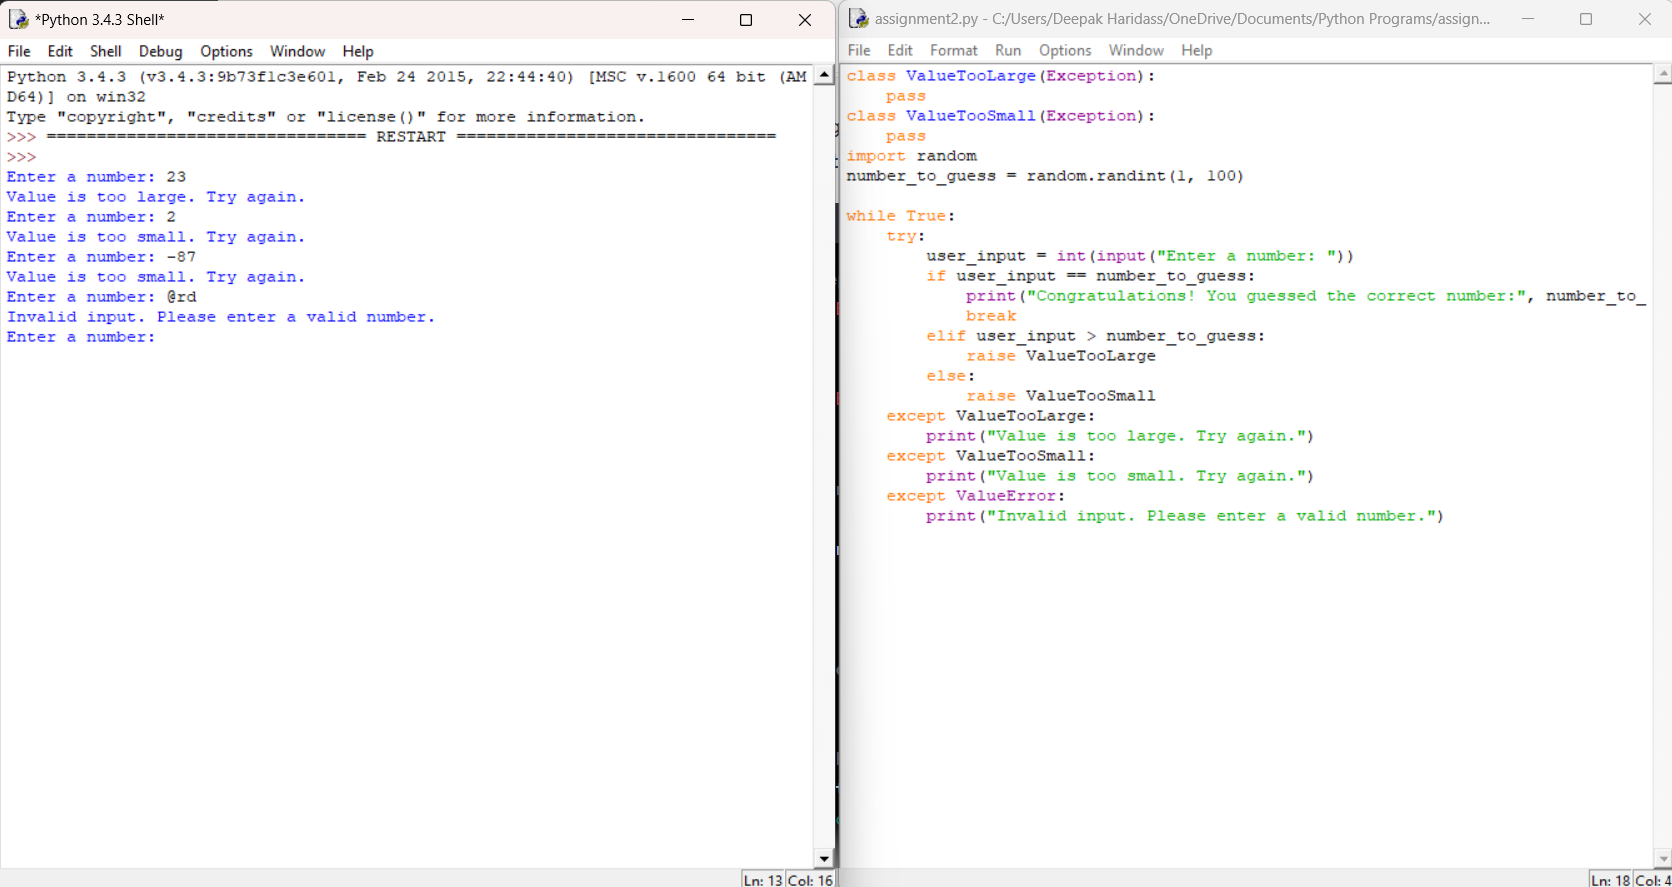 *Python 3.4.3 Shell*
File Edit Shell Debug Options Window Help
Python 3.4.3 (v3.4.3:9b73f1c3e601, Feb 24 2015, 22:44:40) [MSC v.1600 64 bit (AM
D64)] on win32
Type "copyright", "credits" or "license()" for more information.
>>> ================================ RESTART ================================
>>>
Enter a number: 23
Value is too large. Try again.
Enter a number: 2
Value is too small. Try again.
Enter a number: -87
Value is too small. Try again.
Enter a number: @rd
Invalid input. Please enter a valid number.
Enter a number:
Ln: 13 Col: 16
assignment2.py - C:/Users/Deepak Haridass/OneDrive/Documents/Python Programs/assign...
File Edit Format Run Options Window Help
class ValueTooLarge(Exception):
    pass
class ValueTooSmall(Exception):
    pass
import random
number_to_guess = random.randint(1, 100)

while True:
    try:
        user_input = int(input("Enter a number: "))
        if user_input == number_to_guess:
            print("Congratulations! You guessed the correct number:", number_to_
            break
        elif user_input > number_to_guess:
            raise ValueTooLarge
        else:
            raise ValueTooSmall
    except ValueTooLarge:
        print("Value is too large. Try again.")
    except ValueTooSmall:
        print("Value is too small. Try again.")
    except ValueError:
        print("Invalid input. Please enter a valid number.")
Ln: 18 Col: 4